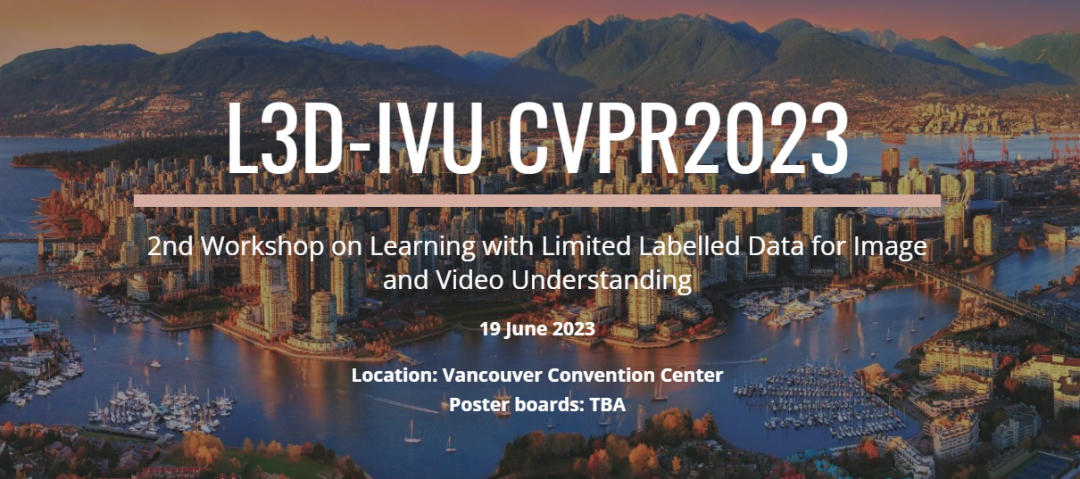 L3D-IVU CVPR2023
2nd Workshop on Learning with Limited Labelled Data for Image
and Video Understanding
19 June 2023
Location: Vancouver Convention Center
Poster boards: TBA